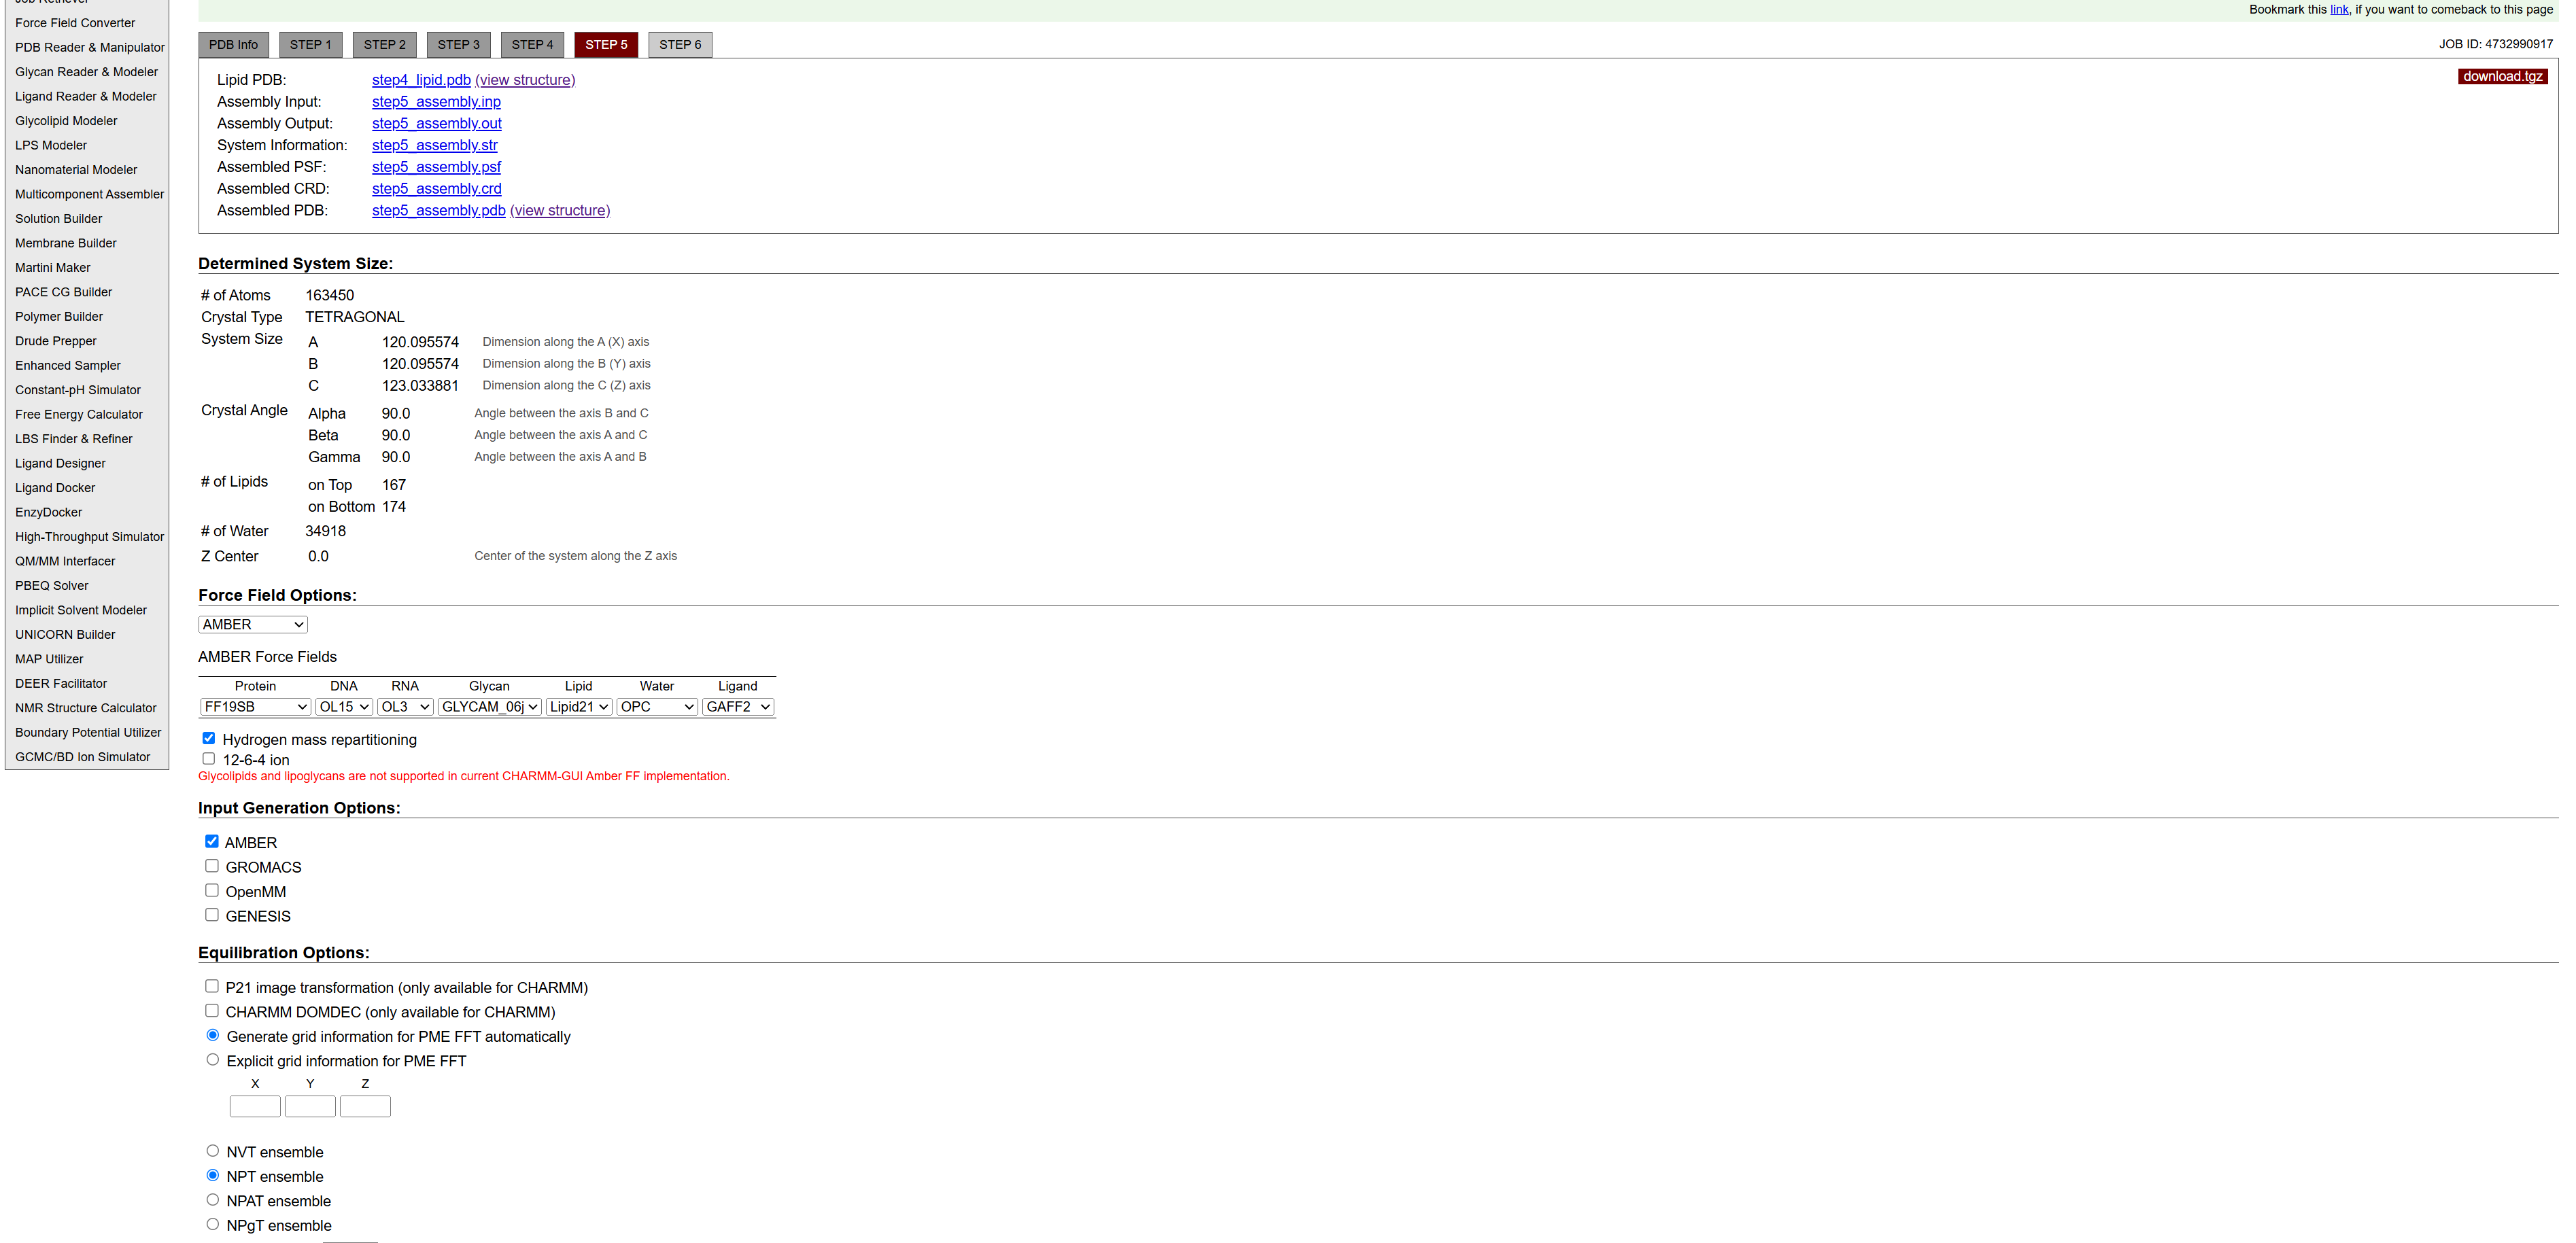 Job Retriever
Force Field Converter
PDB Reader & Manipulator
Glycan Reader & Modeler
Ligand Reader & Modeler
Glycolipid Modeler
LPS Modeler
Nanomaterial Modeler
Multicomponent Assembler
Solution Builder
Membrane Builder
Martini Maker
PACE CG Builder
Polymer Builder
Drude Prepper
Enhanced Sampler
Constant-pH Simulator
Free Energy Calculator
LBS Finder & Refiner
Ligand Designer
Ligand Docker
EnzyDocker
High-Throughput Simulator
QM/MM Interfacer
PBEQ Solver
Implicit Solvent Modeler
UNICORN Builder
MAP Utilizer
DEER Facilitator
NMR Structure Calculator
Boundary Potential Utilizer
GCMC/BD Ion Simulator
Bookmark this link, if you want to comeback to this page
PDB Info STEP 1 STEP 2 STEP 3 STEP 4 STEP 5 STEP 6 JOB ID: 4732990917
download.tgz
Lipid PDB: step4_lipid.pdb (view structure)
Assembly Input: step5_assembly.inp
Assembly Output: step5_assembly.out
System Information: step5_assembly.str
Assembled PSF: step5_assembly.psf
Assembled CRD: step5_assembly.crd
Assembled PDB: step5_assembly.pdb (view structure)
Determined System Size:
# of Atoms 163450
Crystal Type TETRAGONAL
System Size A 120.095574 Dimension along the A (X) axis
B 120.095574 Dimension along the B (Y) axis
C 123.033881 Dimension along the C (Z) axis
Crystal Angle Alpha 90.0 Angle between the axis B and C
Beta 90.0 Angle between the axis A and C
Gamma 90.0 Angle between the axis A and B
# of Lipids on Top 167
on Bottom 174
# of Water 34918
Z Center 0.0 Center of the system along the Z axis
Force Field Options:
AMBER
AMBER Force Fields
Protein DNA RNA Glycan Lipid Water Ligand
FF19SB OL15 OL3 GLYCAM_06j Lipid21 OPC GAFF2
Hydrogen mass repartitioning
12-6-4 ion
Glycolipids and lipoglycans are not supported in current CHARMM-GUI Amber FF implementation.
Input Generation Options:
AMBER
GROMACS
OpenMM
GENESIS
Equilibration Options:
P21 image transformation (only available for CHARMM)
CHARMM DOMDEC (only available for CHARMM)
Generate grid information for PME FFT automatically
Explicit grid information for PME FFT
X Y Z
NVT ensemble
NPT ensemble
NPAT ensemble
NPgT ensemble